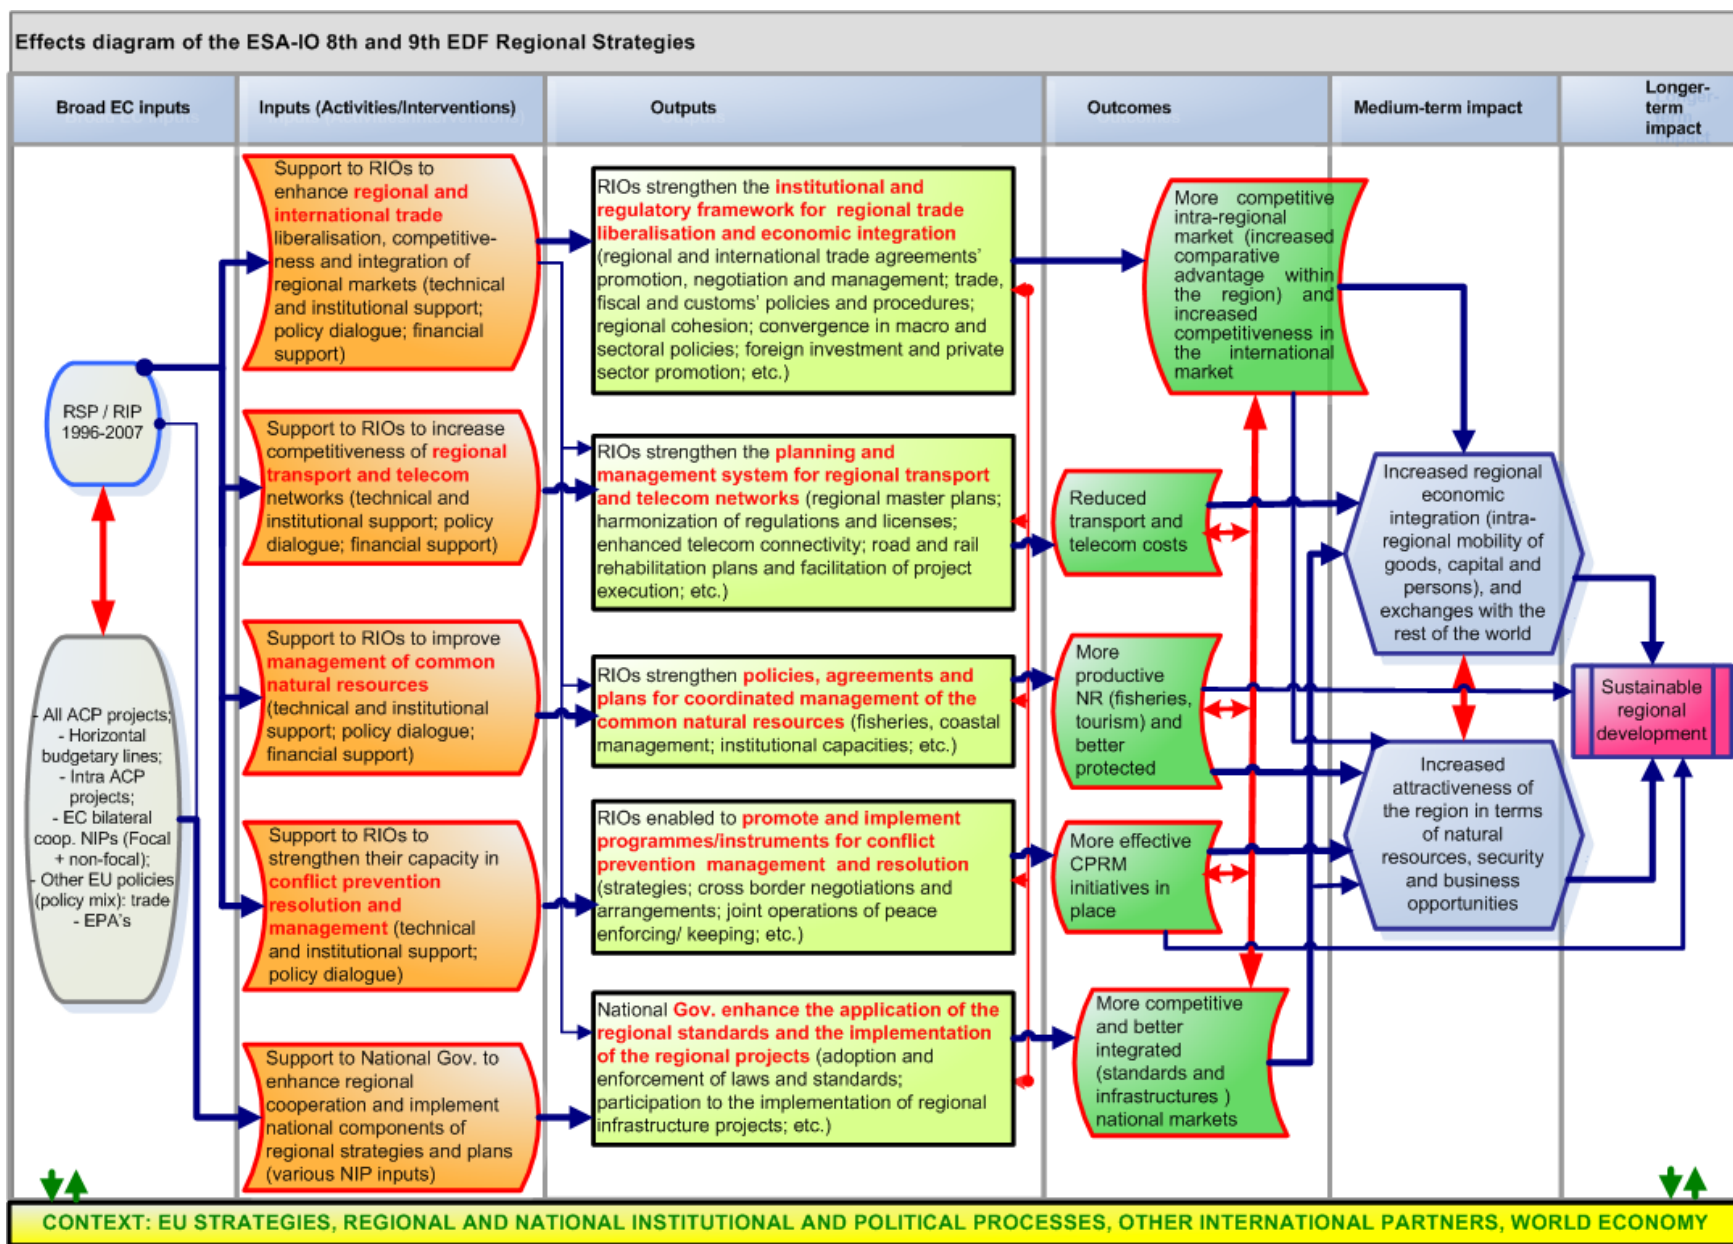 Effects diagram of the ESA-IO 8th and 9th EDF Regional Strategies
Broad EC inputs
Inputs (Activities/Interventions)
Outputs
Outcomes
Medium-term impact
Longer-
term
impact
RSP / RIP
1996-2007
- All ACP projects;
- Horizontal
budgetary lines;
- Intra ACP
projects;
- EC bilateral
coop. NIPs (Focal
+ non-focal);
- Other EU policies
(policy mix): trade
- EPA's
Support to RIOs to
enhance regional and
international trade
liberalisation, competitive-
ness and integration of
regional markets (technical
and institutional support;
policy dialogue; financial
support)
Support to RIOs to increase
competitiveness of regional
transport and telecom
networks (technical and
institutional support; policy
dialogue; financial support)
Support to RIOs to improve
management of common
natural resources
(technical and institutional
support; policy dialogue;
financial support)
Support to RIOs to
strengthen their capacity in
conflict prevention
resolution and
management (technical
and institutional support;
policy dialogue)
Support to National Gov. to
enhance regional
cooperation and implement
national components of
regional strategies and plans
(various NIP inputs)
RIOs strengthen the institutional and
regulatory framework for regional trade
liberalisation and economic integration
(regional and international trade agreements'
promotion, negotiation and management; trade,
fiscal and customs' policies and procedures;
regional cohesion; convergence in macro and
sectoral policies; foreign investment and private
sector promotion; etc.)
RIOs strengthen the planning and
management system for regional transport
and telecom networks (regional master plans;
harmonization of regulations and licenses;
enhanced telecom connectivity; road and rail
rehabilitation plans and facilitation of project
execution; etc.)
RIOs strengthen policies, agreements and
plans for coordinated management of the
common natural resources (fisheries, coastal
management; institutional capacities; etc.)
RIOs enabled to promote and implement
programmes/instruments for conflict
prevention management and resolution
(strategies; cross border negotiations and
arrangements; joint operations of peace
enforcing/ keeping; etc.)
National Gov. enhance the application of the
regional standards and the implementation
of the regional projects (adoption and
enforcement of laws and standards;
participation to the implementation of regional
infrastructure projects; etc.)
More competitive
intra-regional
market (increased
comparative
advantage within
the region) and
increased
competitiveness in
the international
market
Reduced
transport and
telecom costs
More
productive
NR (fisheries,
tourism) and
better
protected
More effective
CPRM
initiatives in
place
More competitive
and better
integrated
(standards and
infrastructures )
national markets
Increased regional
economic
integration (intra-
regional mobility of
goods, capital and
persons), and
exchanges with the
rest of the world
Increased
attractiveness of
the region in terms
of natural
resources, security
and business
opportunities
Sustainable
regional
development
CONTEXT: EU STRATEGIES, REGIONAL AND NATIONAL INSTITUTIONAL AND POLITICAL PROCESSES, OTHER INTERNATIONAL PARTNERS, WORLD ECONOMY